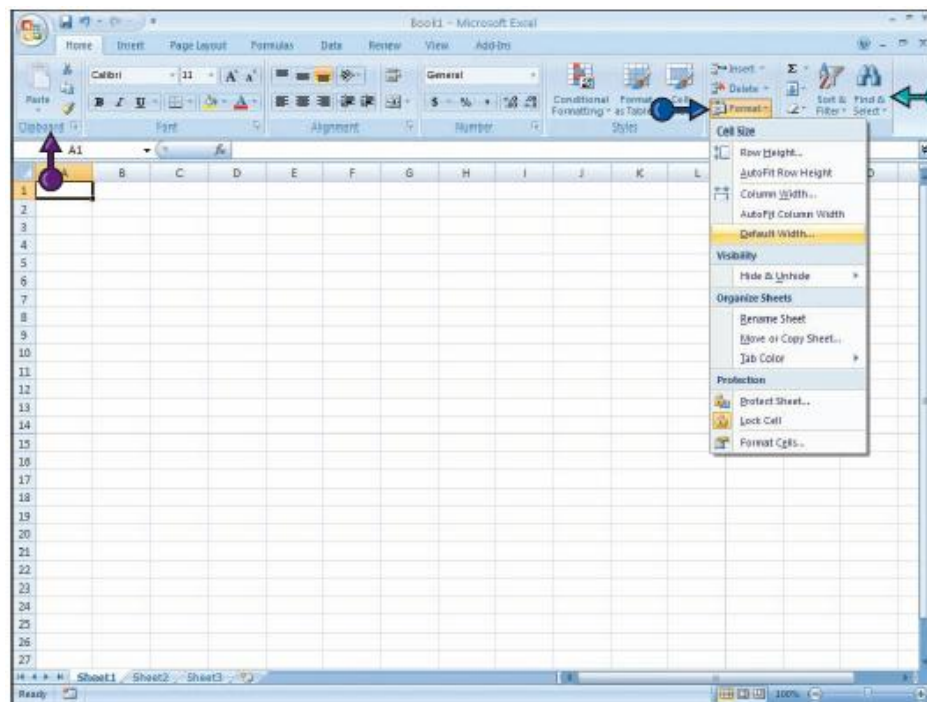 Book1 - Microsoft Excel
Home Insert Page Layout Formulas Data Review View Add-Ins
Calibri 11 A A General Insert Σ
Paste B I U A $ % , Conditional Format Cell Delete Sort & Find &
Formatting as Table Format Filter Select
Clipboard Font Alignment Number Styles
A1 fx
Cell Size
Row Height...
AutoFit Row Height
Column Width...
AutoFit Column Width
Default Width...
Visibility
Hide & Unhide
Organize Sheets
Rename Sheet
Move or Copy Sheet...
Tab Color
Protection
Protect Sheet...
Lock Cell
Format Cells...
B C D E F G H I J K L O
1
2
3
4
5
6
7
8
9
10
11
12
13
14
15
16
17
18
19
20
21
22
23
24
25
26
27
Sheet1 Sheet2 Sheet3
Ready 100%